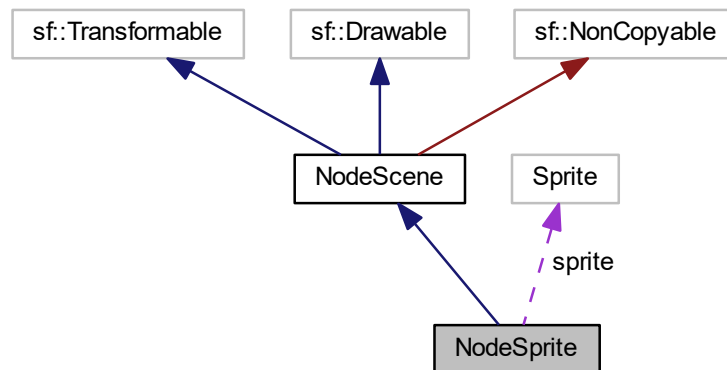 sf::Transformable
sf::Drawable
sf::NonCopyable
NodeScene
Sprite
sprite
NodeSprite